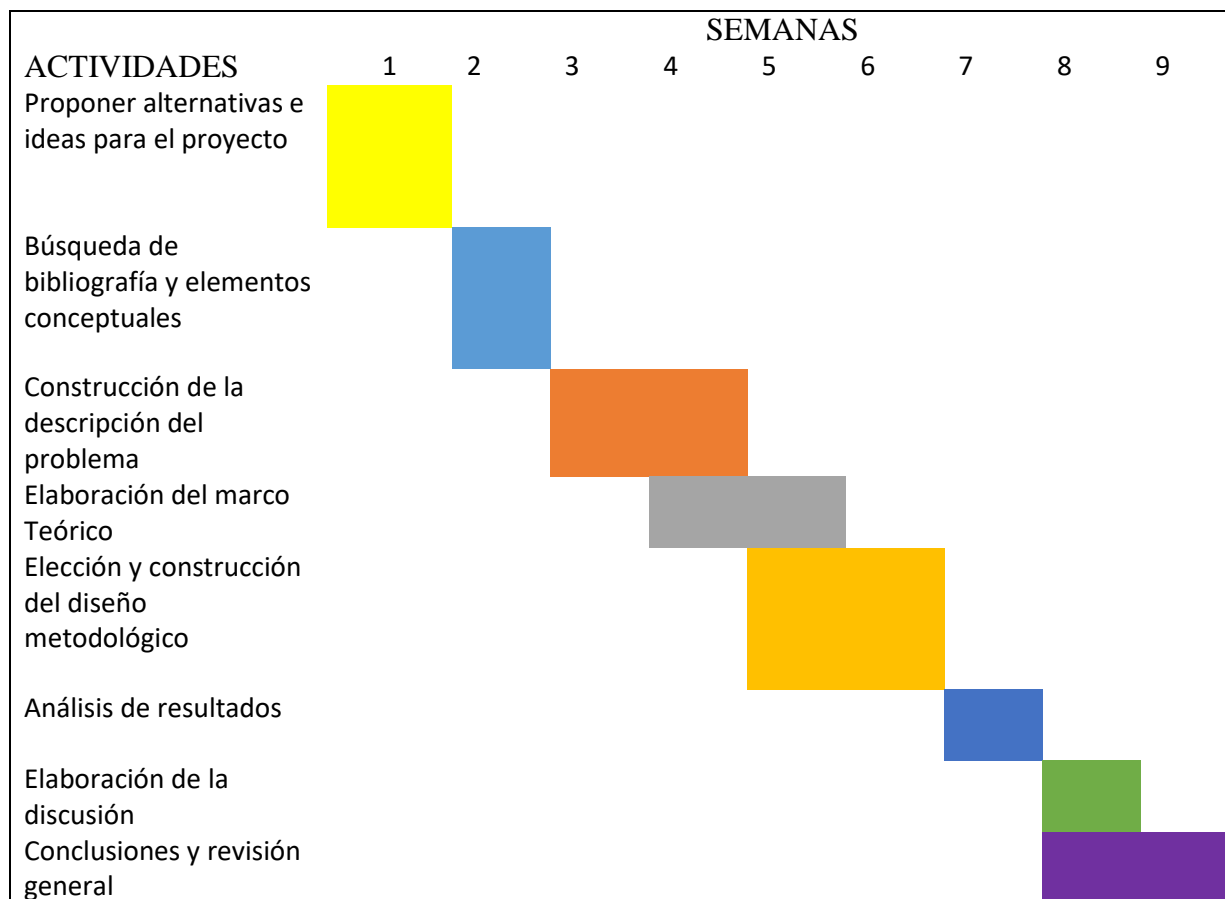 SEMANAS
ACTIVIDADES 1 2 3 4 5 6 7 8 9
Proponer alternativas e
ideas para el proyecto
Búsqueda de
bibliografía y elementos
conceptuales
Construcción de la
descripción del
problema
Elaboración del marco
Teórico
Elección y construcción
del diseño
metodológico
Análisis de resultados
Elaboración de la
discusión
Conclusiones y revisión
general